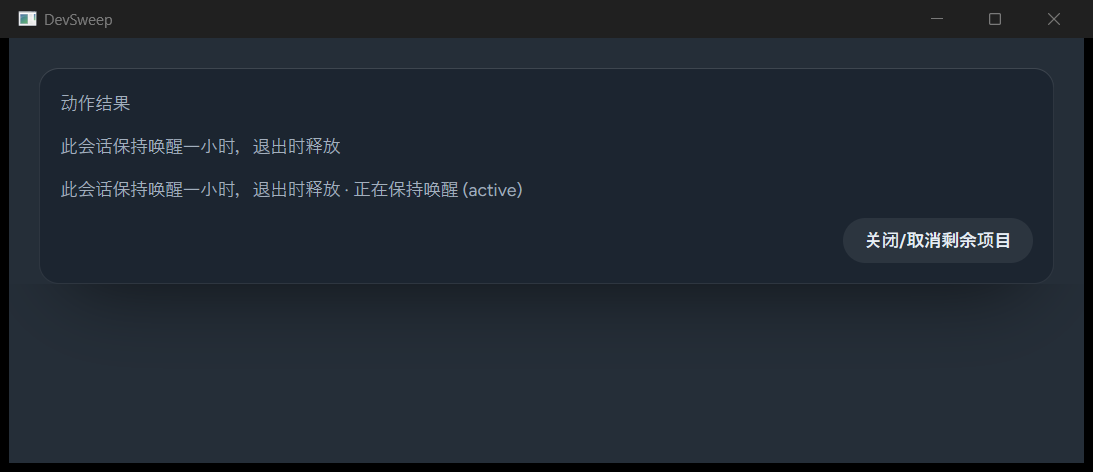 DevSweep
动作结果
此会话保持唤醒一小时，退出时释放
此会话保持唤醒一小时，退出时释放 · 正在保持唤醒 (active)
关闭/取消剩余项目